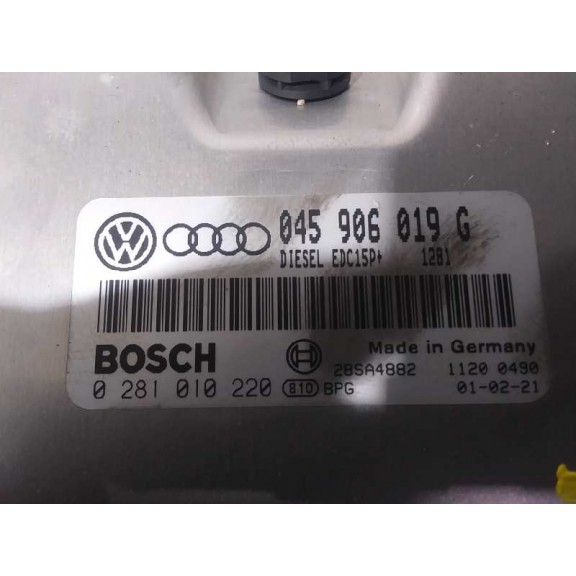 045 906 019 G
DIESEL EDC15P+ 1281
BOSCH
Made in Germany
28SA4882 1120 0490
0 281 010 220 810 BPG 01-02-21